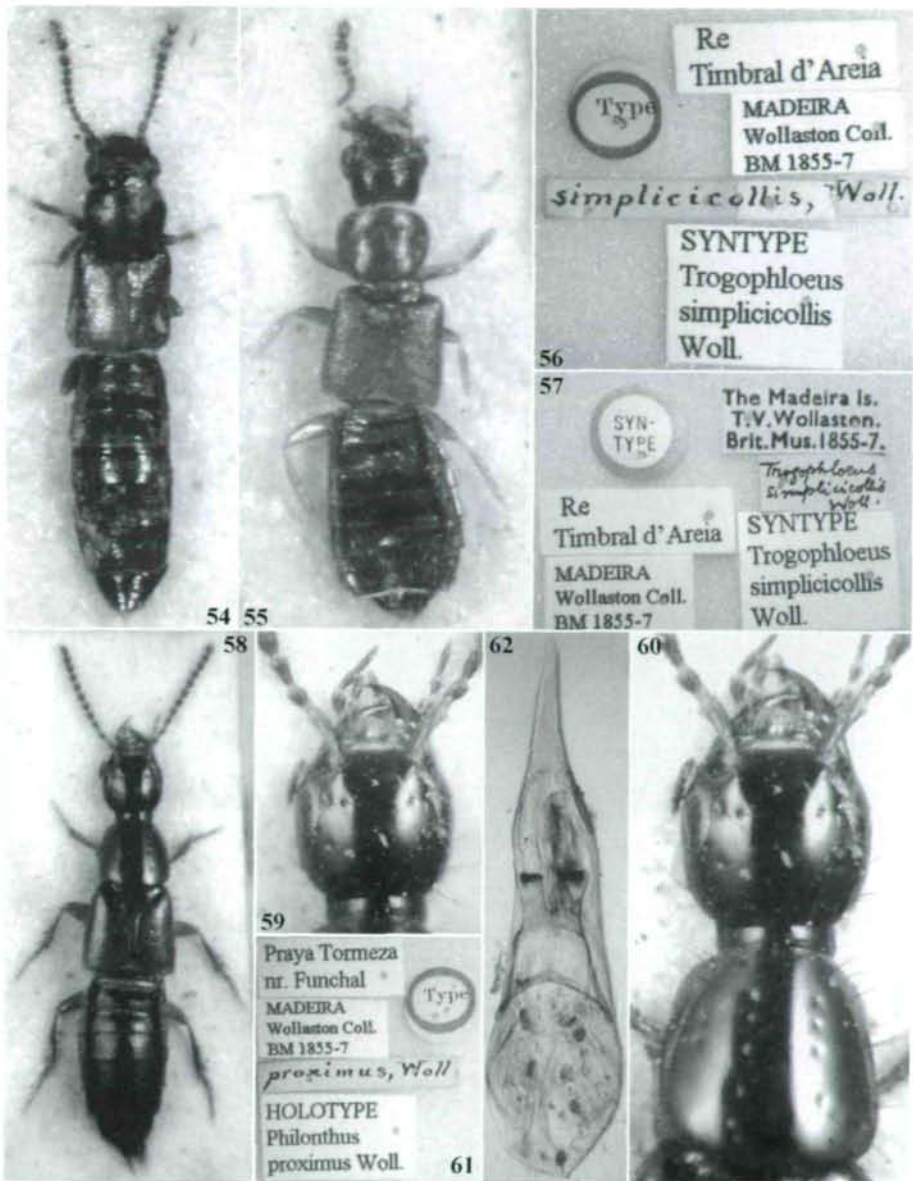 54
55
Type
Re
Timbral d'Areia
MADEIRA
Wollaston Coll.
BM 1855-7
simplicicollis, Woll.
SYNTYPE
Trogophloeus
simplicicollis
Woll.
56
57
SYN-
TYPE
The Madeira Is.
T.V.Wollaston.
Brit.Mus.1855-7.
Trogophloeus
simplicicollis
Woll.
Re
Timbral d'Areia
MADEIRA
Wollaston Coll.
BM 1855-7
SYNTYPE
Trogophloeus
simplicicollis
Woll.
58
59
62
60
Praya Tormeza
nr. Funchal
Type
MADEIRA
Wollaston Coll.
BM 1855-7
proximus, Woll
HOLOTYPE
Philonthus
proximus Woll.
61